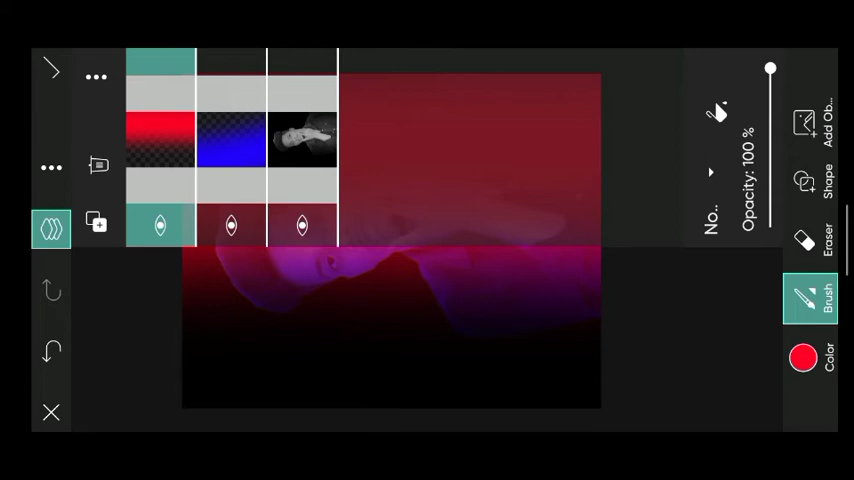 Add Ob...
Shape
Eraser
Brush
Color
No...
Opacity: 100 %